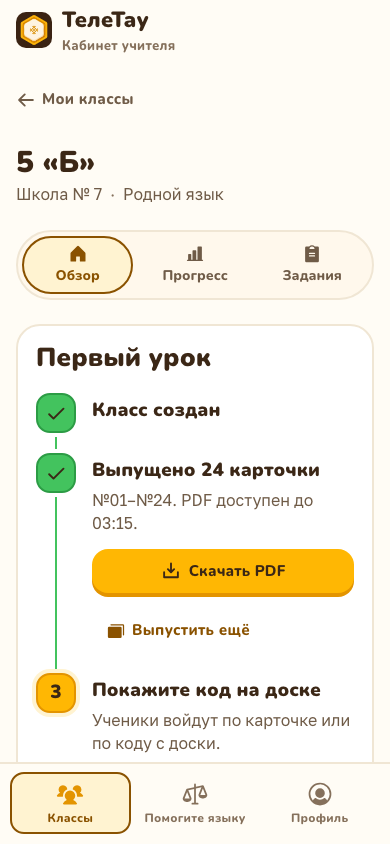 ТелеТау
Кабинет учителя
Мои классы
5 «Б»
Школа № 7 · Родной язык
Обзор
Прогресс
Задания
Первый урок
Класс создан
Выпущено 24 карточки
№01–№24. PDF доступен до
03:15.
Скачать PDF
Выпустить ещё
3
Покажите код на доске
Ученики войдут по карточке или
по коду с доски.
Классы
Помогите языку
Профиль